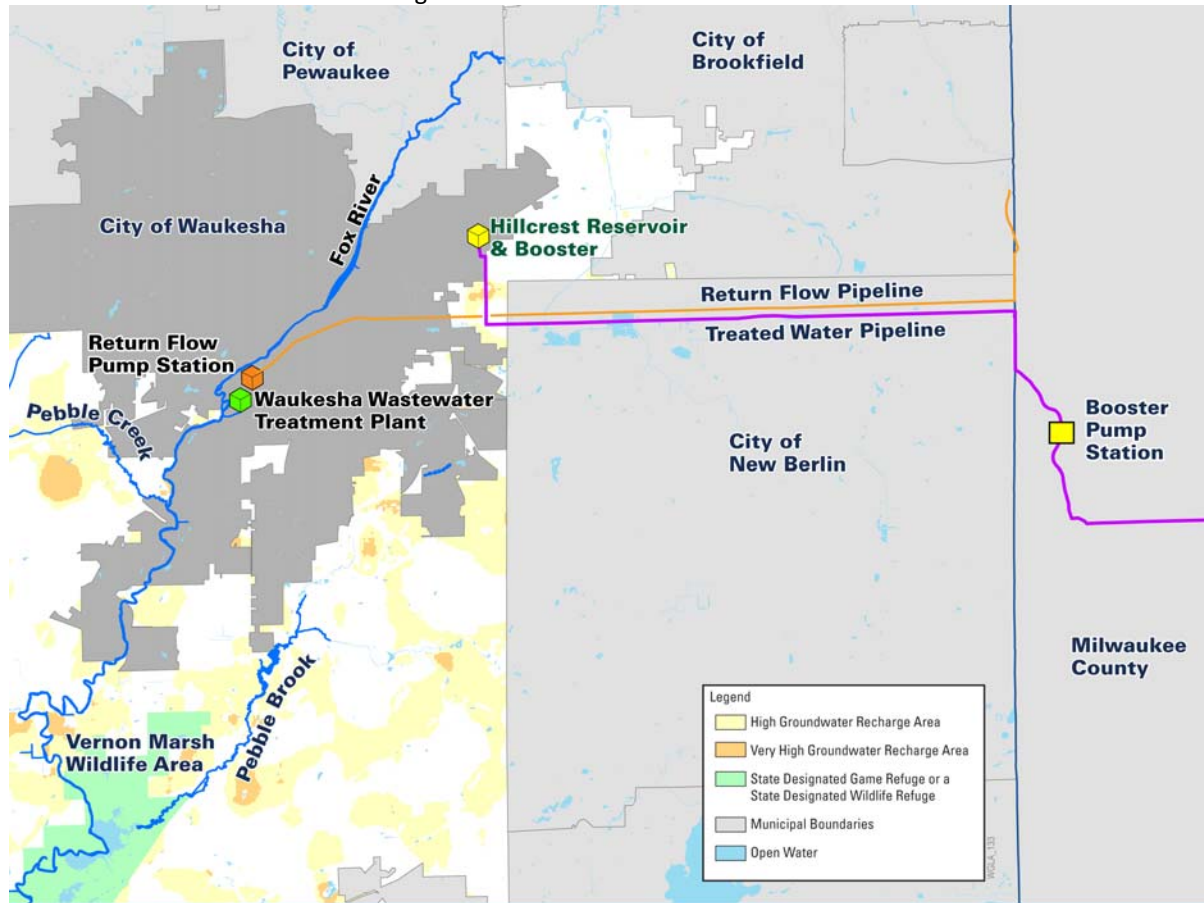 City of
Pewaukee
City of
Brookfield
City of Waukesha
Fox River
Hillcrest Reservoir
& Booster
Return Flow Pipeline
Treated Water Pipeline
Return Flow
Pump Station
Waukesha Wastewater
Treatment Plant
Pebble Creek
City of
New Berlin
Booster
Pump
Station
Milwaukee
County
Pebble Brook
Vernon Marsh
Wildlife Area
Legend
High Groundwater Recharge Area
Very High Groundwater Recharge Area
State Designated Game Refuge or a
State Designated Wildlife Refuge
Municipal Boundaries
Open Water
WGLA_133